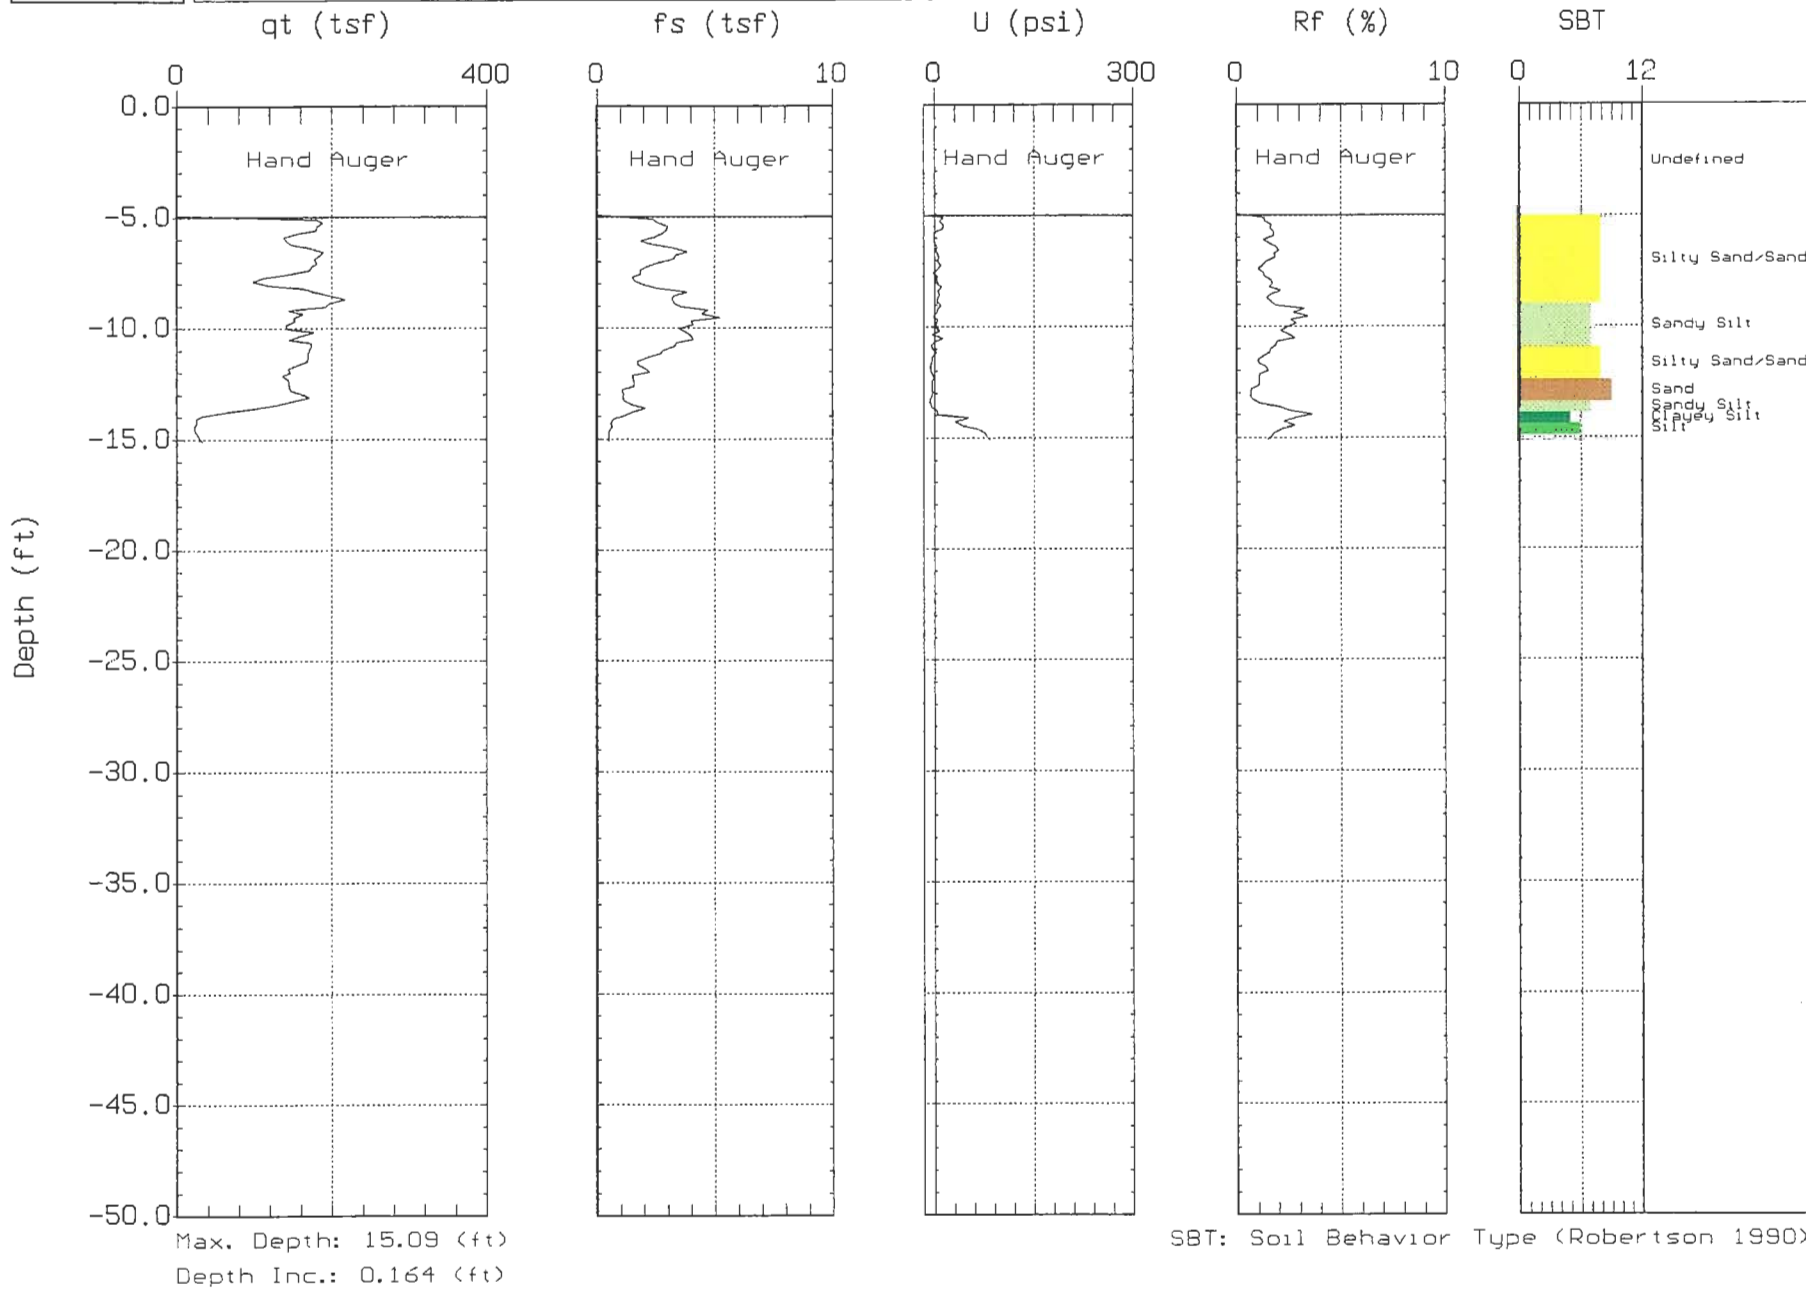 qt (tsf) fs (tsf) U (psi) Rf (%) SBT
0 400 0 10 0 300 0 10 0 12
0.0
Hand Auger Hand Auger Hand Auger Hand Auger Undefined
-5.0
Silty Sand/Sand
-10.0 Sandy Silt
Silty Sand/Sand
Sand
Sandy Silt
Clayey Silt
Silt
-15.0
-20.0
Depth (ft)
-25.0
-30.0
-35.0
-40.0
-45.0
-50.0
Max. Depth: 15.09 (ft) SBT: Soil Behavior Type (Robertson 1990)
Depth Inc.: 0.164 (ft)